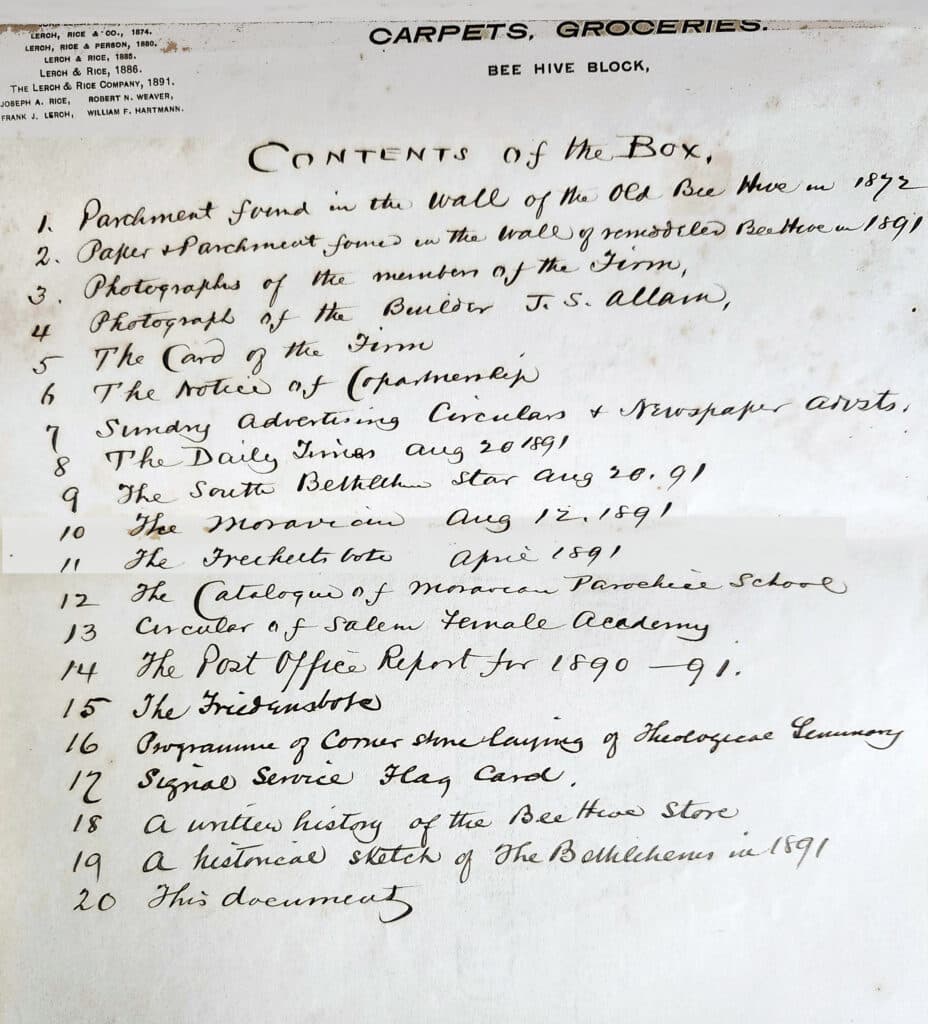 LERCH, RICE & CO., 1874.
LERCH, RICE & PERSON, 1880.
LERCH & RICE, 1885.
LERCH & RICE, 1886.
THE LERCH & RICE COMPANY, 1891.
JOSEPH A. RICE, ROBERT N. WEAVER,
FRANK J. LERCH, WILLIAM F. HARTMANN.
CARPETS, GROCERIES.
BEE HIVE BLOCK,
CONTENTS of the Box.
1. Parchment found in the Wall of the Old Bee Hive in 1872
2. Paper & Parchment found in the Wall of remodeled Bee Hive in 1891
3. Photographs of the members of the Firm,
4 Photograph of the Builder J. S. Allam,
5 The Card of the Firm
6 The Notice of Copartnership
7 Sundry Advertising Circulars & Newspaper Advsts.
8 The Daily Times Aug 20 1891
9 The South Bethlehem Star Aug 20. 91
10 The Moravian Aug 12. 1891
11 The April 1891
12 The Catalogue of Moravian Parochial School
13 Circular of Salem Female Academy
14 The Post Office Report for 1890 - 91.
15 The Friedensbote
16 Programme of Corner stone laying of Theological Seminary
17 Signal Service Flag Card.
18 A written history of the Bee Hive Store
19 A historical sketch of The Bethlehems in 1891
20 This document